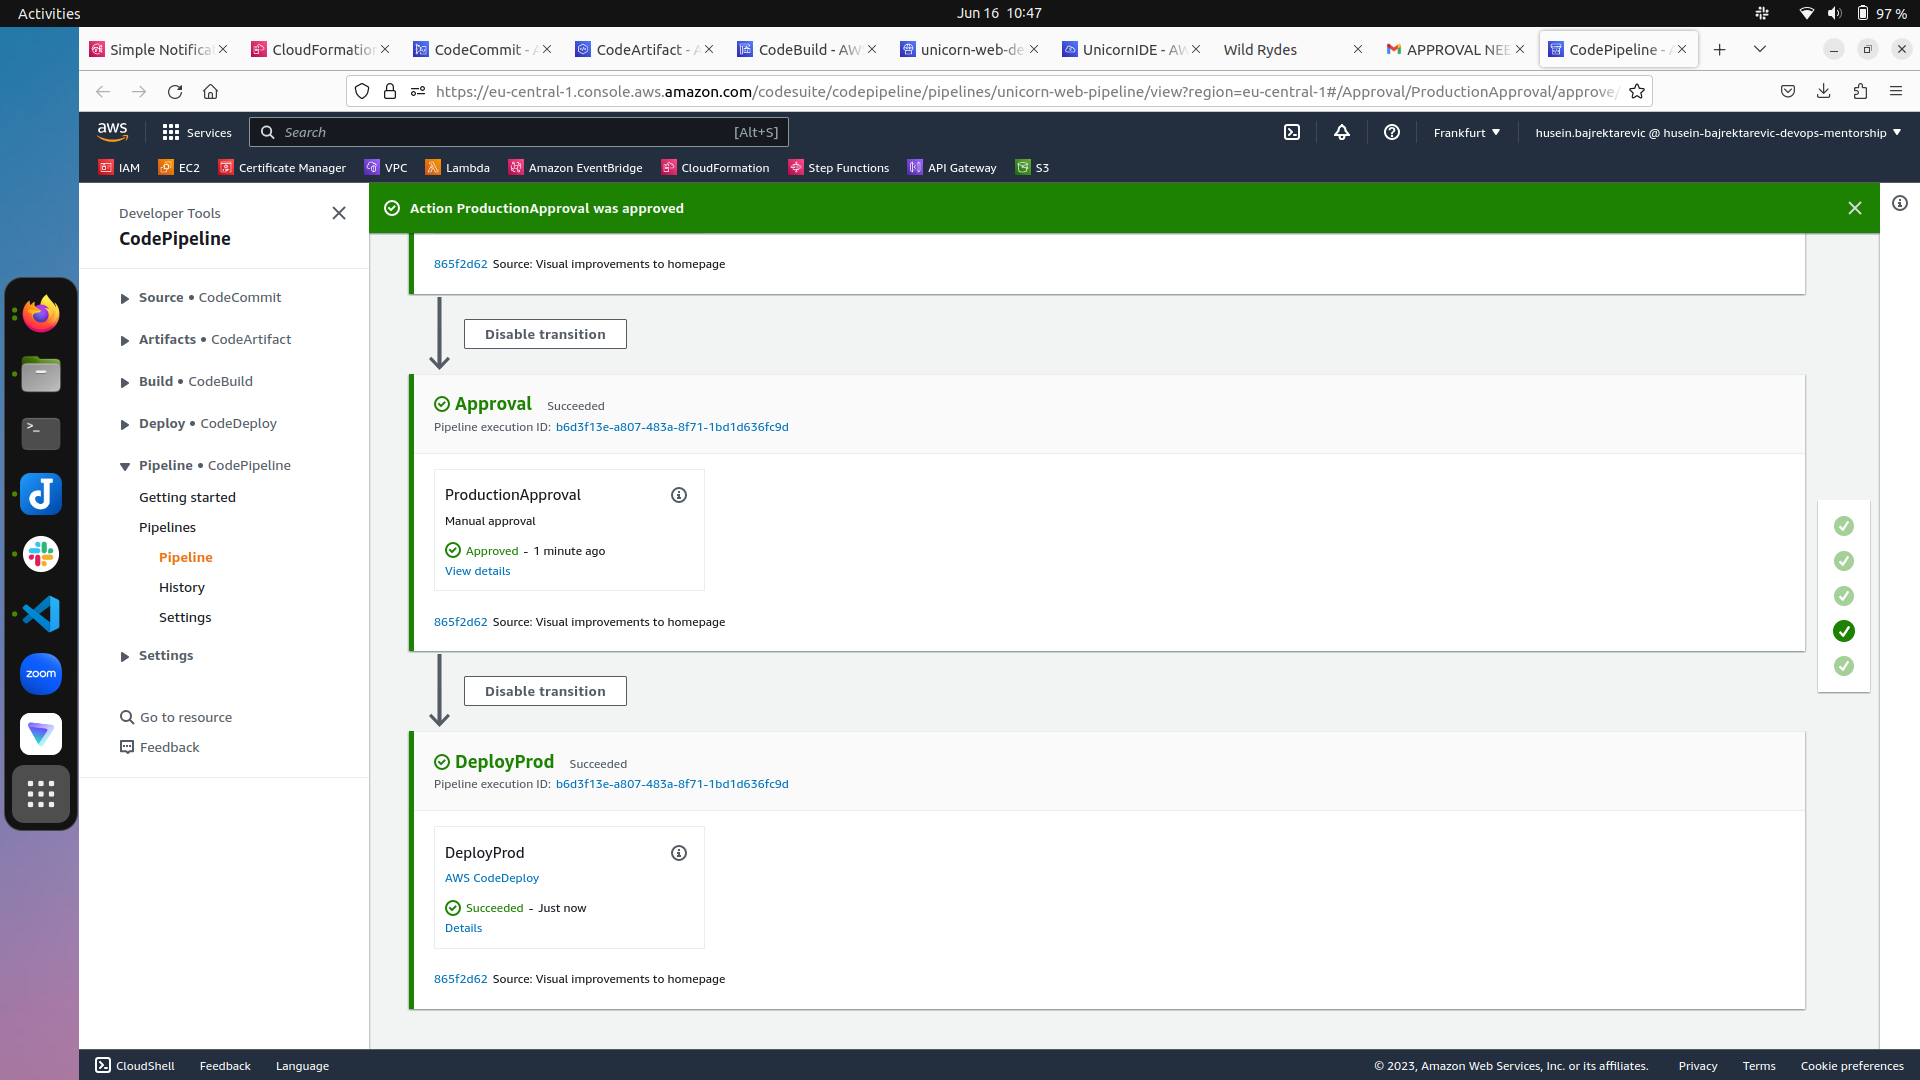 Activities
Jun 16 10:47
97 %
Simple Notifica
CloudFormation
CodeCommit - A
CodeArtifact - A
CodeBuild - AW
unicorn-web-de
UnicornIDE - AW
Wild Rydes
APPROVAL NEE
CodePipeline - A
https://eu-central-1.console.aws.amazon.com/codesuite/codepipeline/pipelines/unicorn-web-pipeline/view?region=eu-central-1#/Approval/ProductionApproval/approve/
aws
Services
Search
[Alt+S]
Frankfurt
husein.bajrektarevic @ husein-bajrektarevic-devops-mentorship
IAM
EC2
Certificate Manager
VPC
Lambda
Amazon EventBridge
CloudFormation
Step Functions
API Gateway
S3
Developer Tools
CodePipeline
Source • CodeCommit
Artifacts • CodeArtifact
Build • CodeBuild
Deploy • CodeDeploy
Pipeline • CodePipeline
Getting started
Pipelines
Pipeline
History
Settings
Settings
Go to resource
Feedback
zoom
Action ProductionApproval was approved
865f2d62 Source: Visual improvements to homepage
Disable transition
Approval Succeeded
Pipeline execution ID: b6d3f13e-a807-483a-8f71-1bd1d636fc9d
ProductionApproval
Manual approval
Approved - 1 minute ago
View details
865f2d62 Source: Visual improvements to homepage
Disable transition
DeployProd Succeeded
Pipeline execution ID: b6d3f13e-a807-483a-8f71-1bd1d636fc9d
DeployProd
AWS CodeDeploy
Succeeded - Just now
Details
865f2d62 Source: Visual improvements to homepage
CloudShell
Feedback
Language
© 2023, Amazon Web Services, Inc. or its affiliates.
Privacy
Terms
Cookie preferences